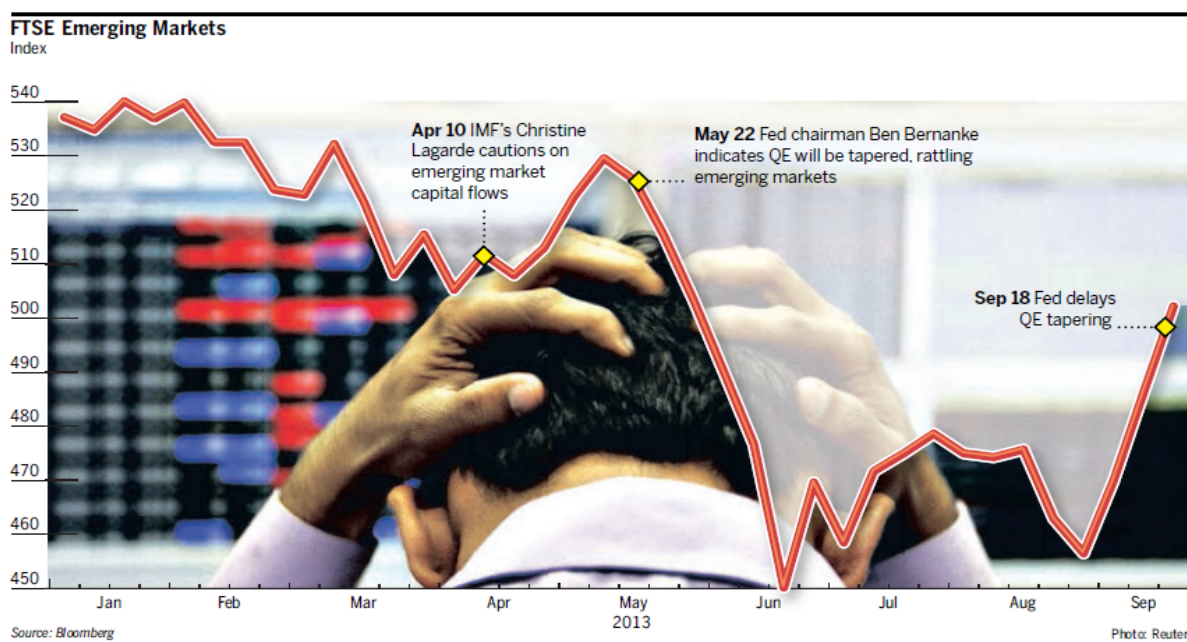 FTSE Emerging Markets
Index
540
530
520
510
500
490
480
470
460
450
Apr 10 IMF's Christine
Lagarde cautions on
emerging market
capital flows
May 22 Fed chairman Ben Bernanke
indicates QE will be tapered, rattling
emerging markets
Sep 18 Fed delays
QE tapering
Jan Feb Mar Apr May Jun Jul Aug Sep
2013
Source: Bloomberg
Photo: Reuter